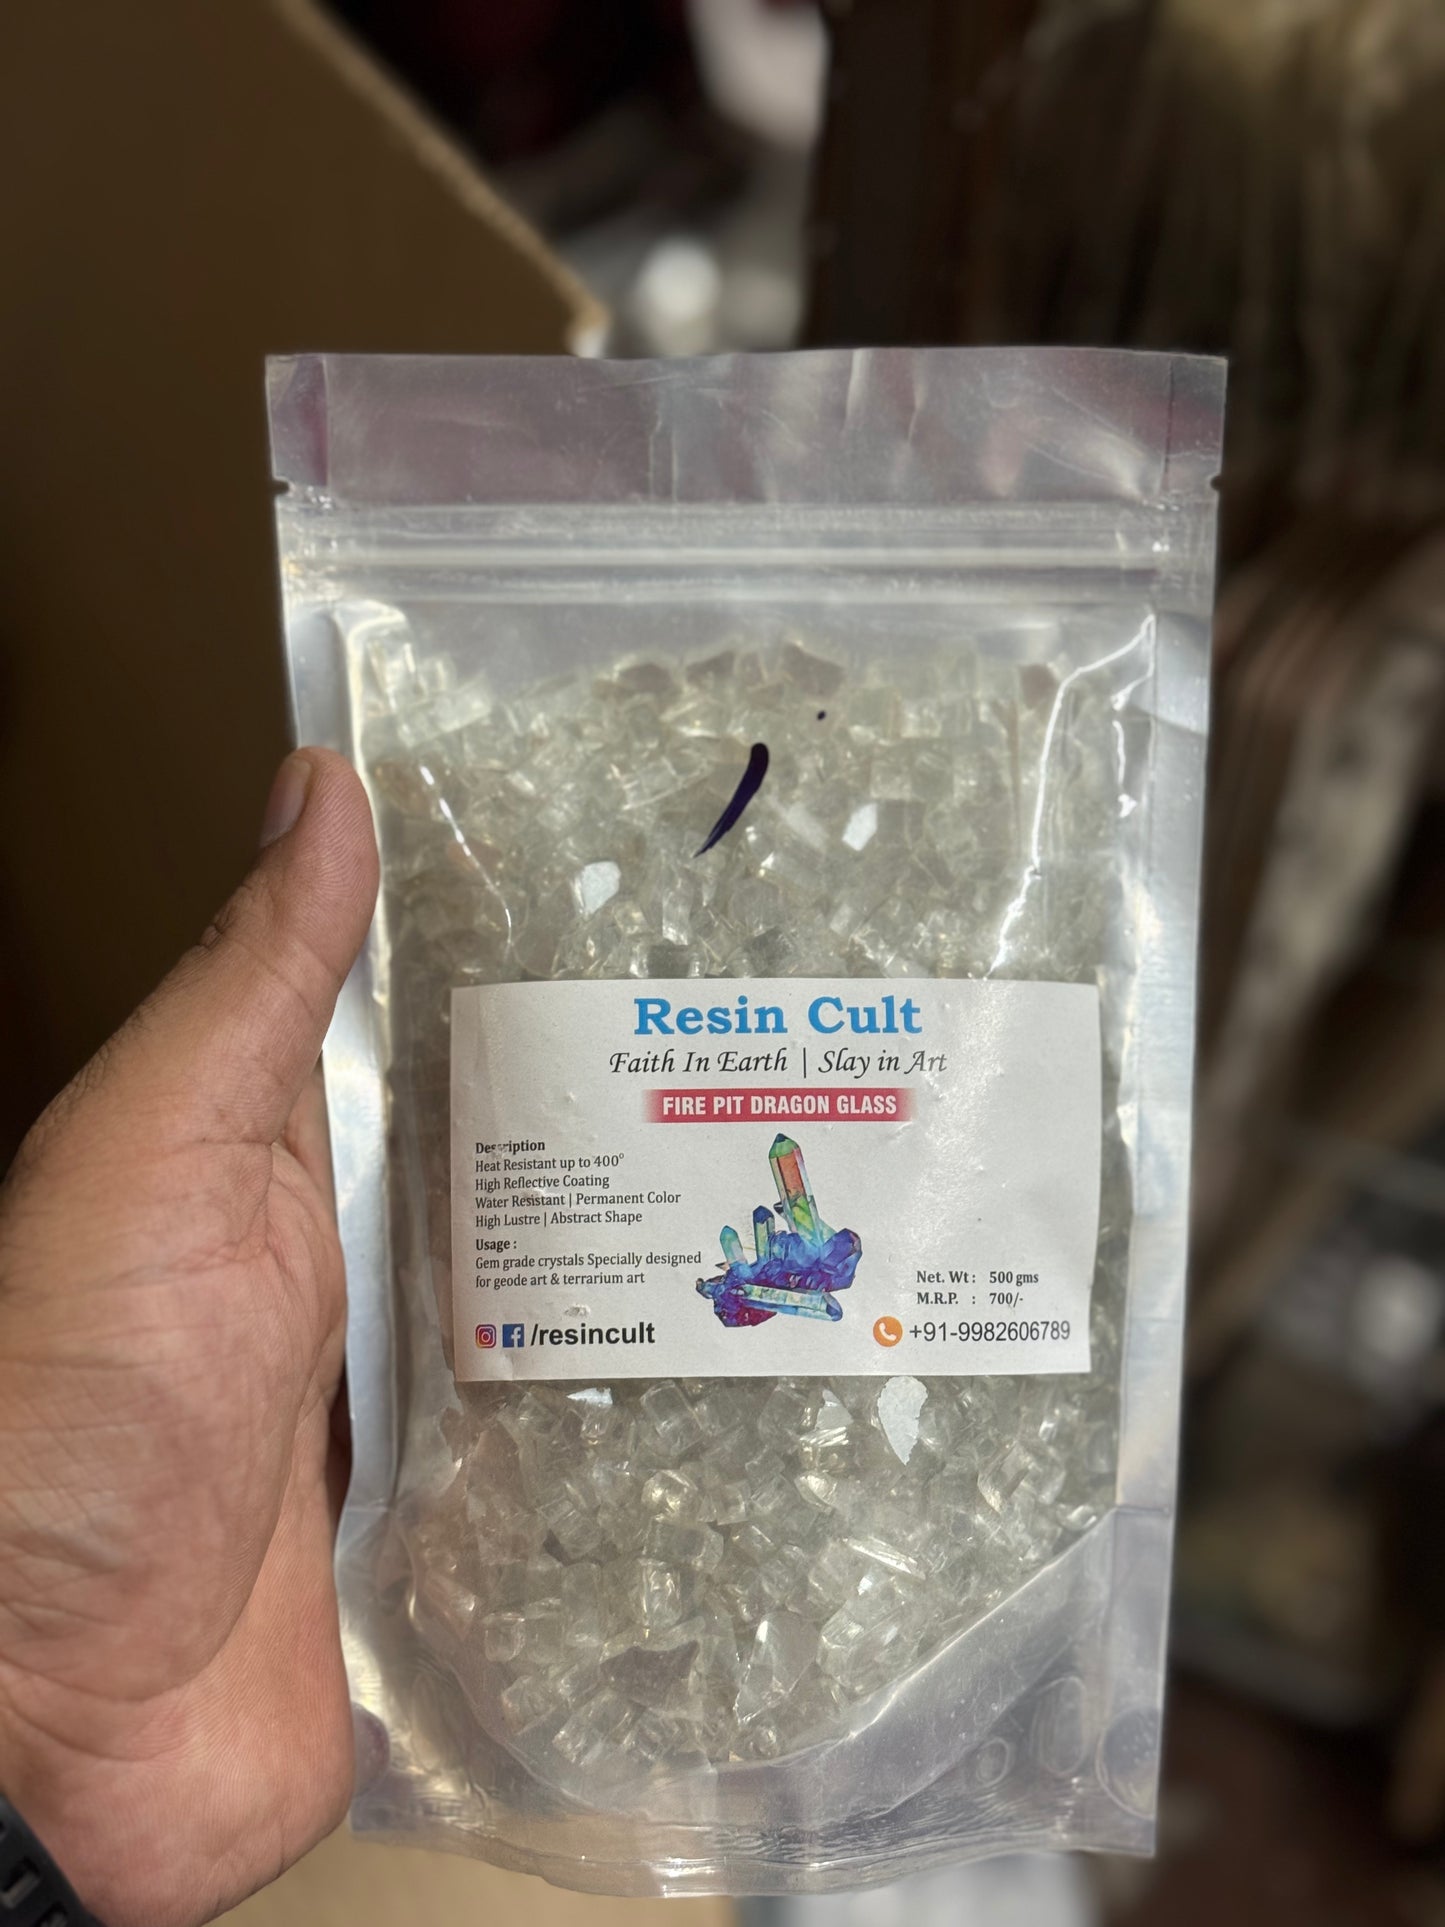 Resin Cult
Faith In Earth | Slay in Art
FIRE PIT DRAGON GLASS
Description
Heat Resistant up to 400°
High Reflective Coating
Water Resistant | Permanent Color
High Lustre | Abstract Shape
Usage :
Gem grade crystals Specially designed
for geode art & terrarium art
/resincult
Net. Wt : 500 gms
M.R.P. : 700/-
+91-9982606789